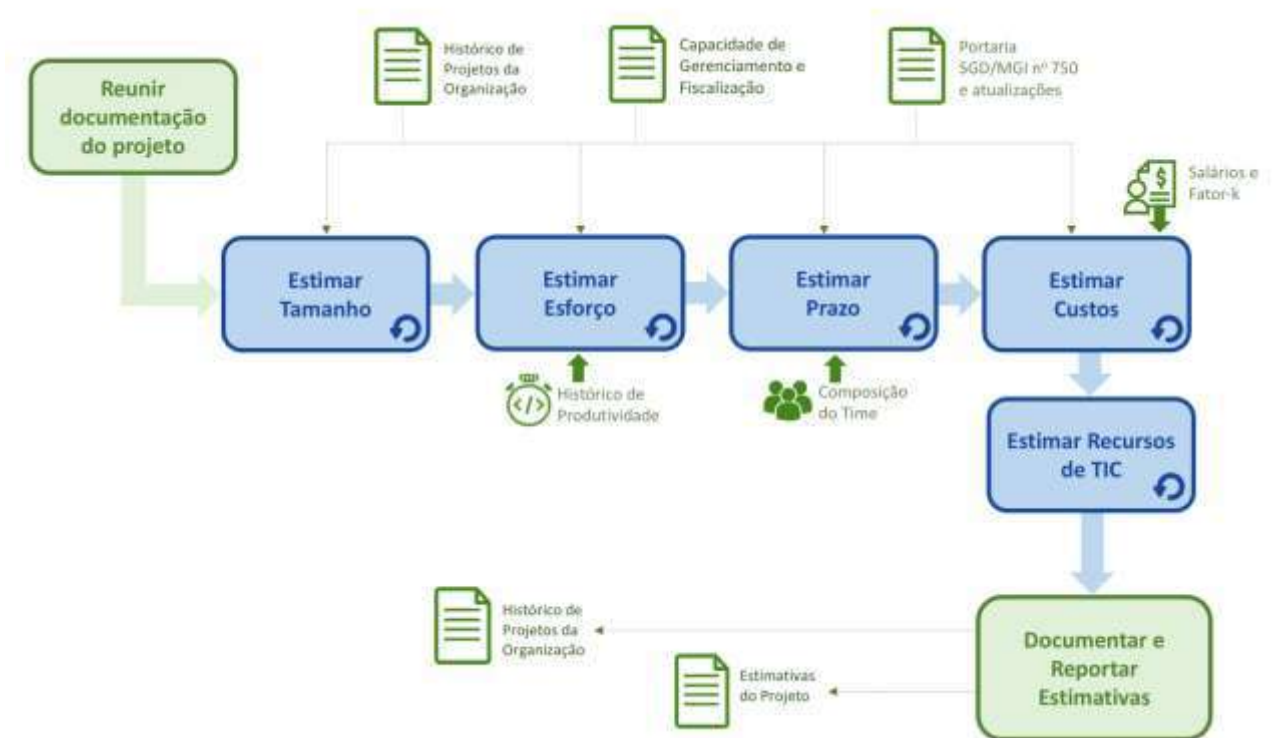 Reunir
documentação
do projeto
Histórico de
Projetos da
Organização
Capacidade de
Gerenciamento e
Fiscalização
Portaria
SGD/MGI nº 750
e atualizações
$
Salários e
Fator-k
Estimar
Tamanho
Estimar
Esforço
Estimar
Prazo
Estimar
Custos
</>
Histórico de
Produtividade
Composição
do Time
Estimar Recursos
de TIC
Histórico de
Projetos da
Organização
Estimativas
do Projeto
Documentar e
Reportar
Estimativas